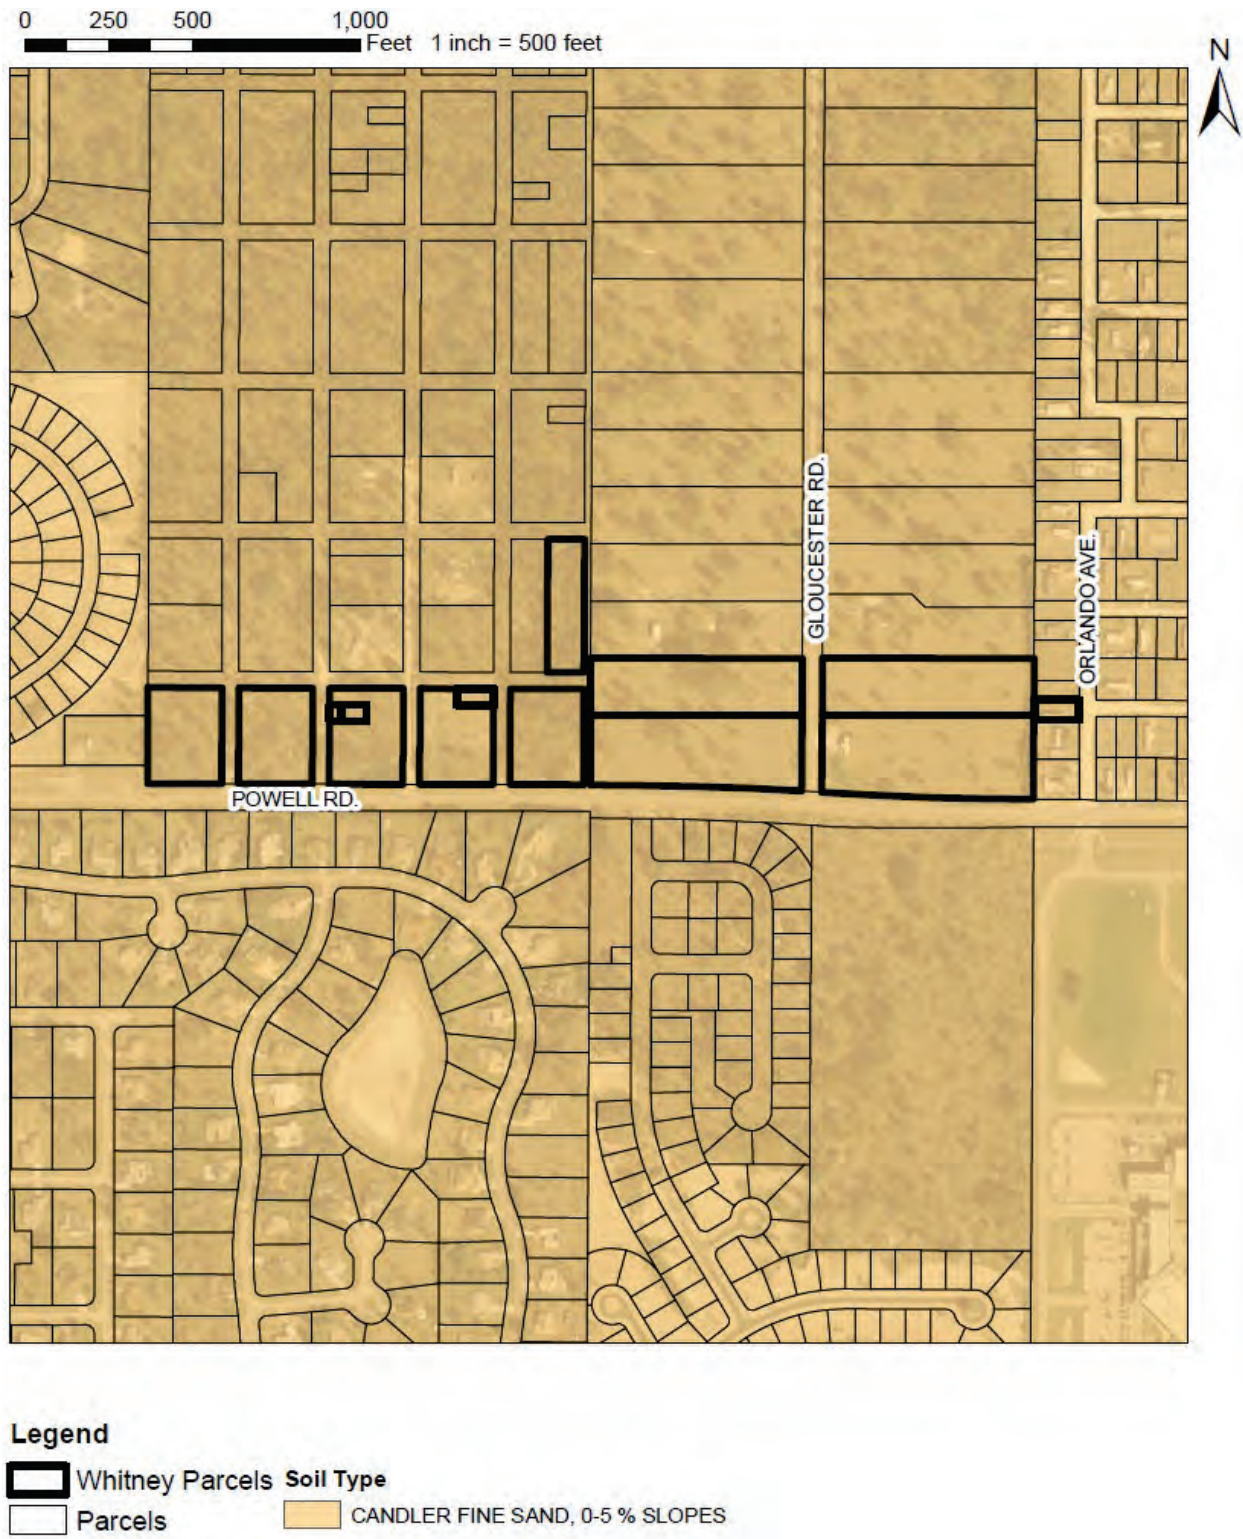 0 250 500 1,000
Feet 1 inch = 500 feet
N
GLOUCESTER RD.
ORLANDO AVE.
POWELL RD.
Legend
Whitney Parcels Soil Type
Parcels CANDLER FINE SAND, 0-5 % SLOPES